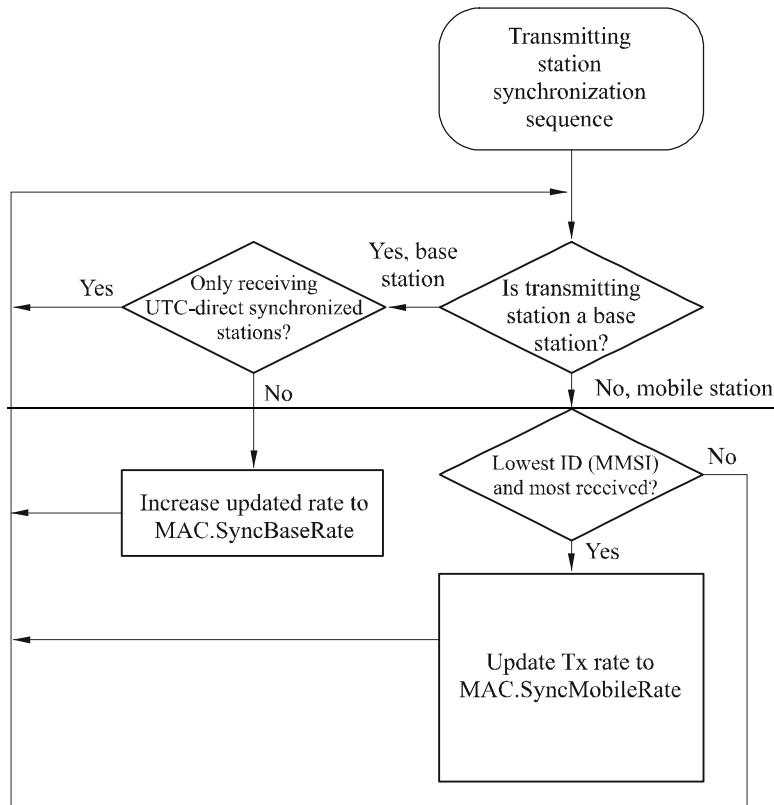 Transmitting
station
synchronization
sequence
Yes, base
station
Yes
Only receiving
UTC-direct synchronized
stations?
Is transmitting
station a base
station?
No
No, mobile station
Lowest ID (MMSI)
and most received?
No
Increase updated rate to
MAC.SyncBaseRate
Yes
Update Tx rate to
MAC.SyncMobileRate